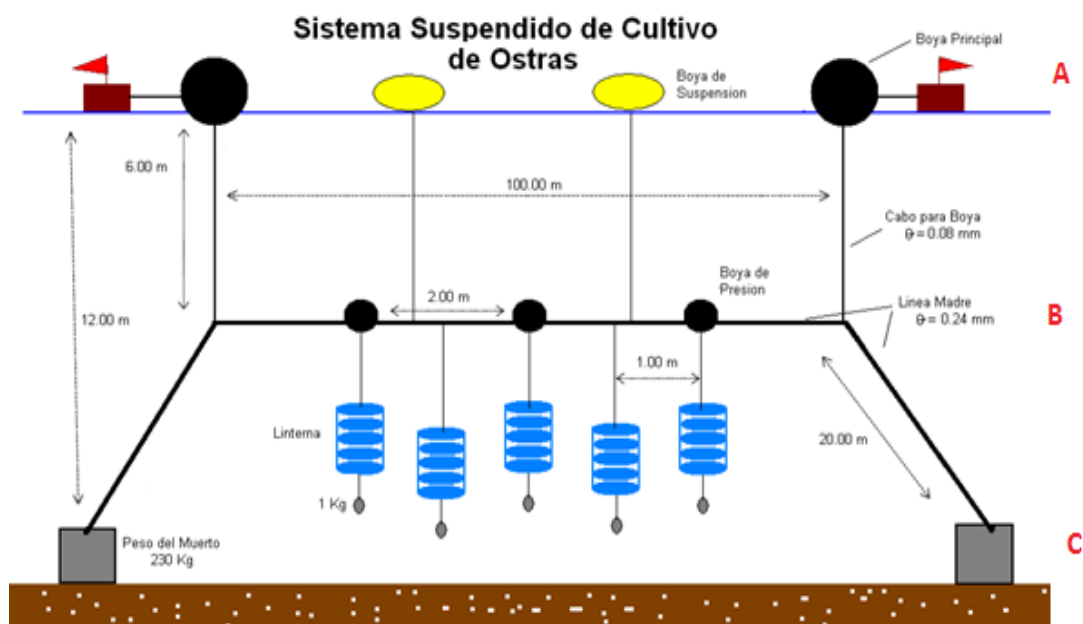 Sistema Suspendido de Cultivo
de Ostras
Boya Principal
A
Boya de
Suspension
6.00 m
100.00 m
Cabo para Boya
θ = 0.08 mm
Boya de
Presion
2.00 m
12.00 m
Linea Madre
θ = 0.24 mm
B
1.00 m
Linterna
20.00 m
1 Kg
Peso del Muerto
230 Kg
C